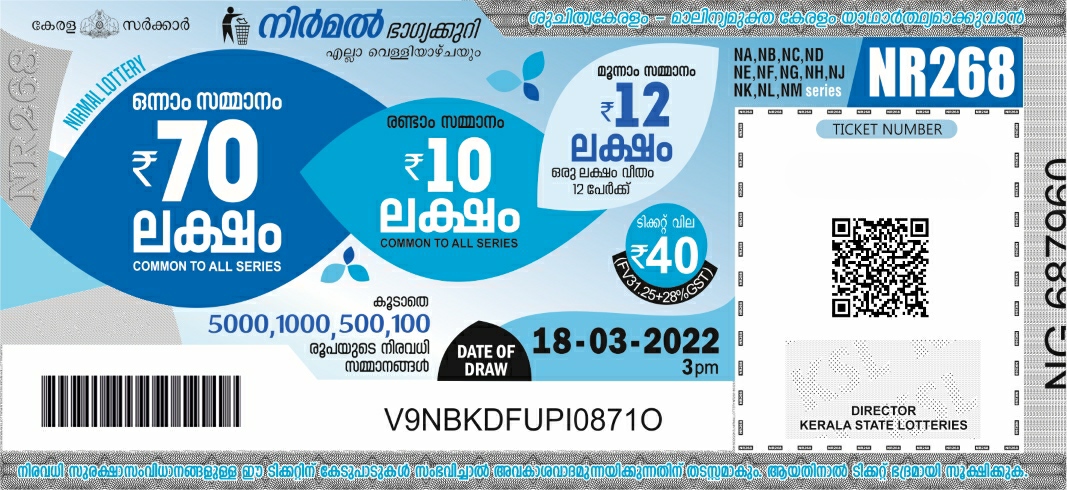 കേരള സർക്കാർ
നിർമൽ ഭാഗ്യക്കുറി
എല്ലാ വെള്ളിയാഴ്ചയും
ശുചിത്വകേരളം – മാലിന്യമുക്ത കേരളം യാഥാർത്ഥ്യമാക്കുവാൻ
NR268
NIRMAL LOTTERY
ഒന്നാം സമ്മാനം
₹70
ലക്ഷം
COMMON TO ALL SERIES
രണ്ടാം സമ്മാനം
₹10
ലക്ഷം
COMMON TO ALL SERIES
മൂന്നാം സമ്മാനം
₹12
ലക്ഷം
ഒരു ലക്ഷം വീതം
12 പേർക്ക്
ടിക്കറ്റ് വില
₹40
(FV31.25+28%GST)
കൂടാതെ
5000,1000,500,100
രൂപയുടെ നിരവധി
സമ്മാനങ്ങൾ
DATE OF
DRAW
18-03-2022
3pm
V9NBKDFUPI0871O
NA,NB,NC,ND
NE,NF,NG,NH,NJ
NK,NL,NM series
NR268
TICKET NUMBER
KSL
KSL
DIRECTOR
KERALA STATE LOTTERIES
NG 687960
നിരവധി സുരക്ഷാസംവിധാനങ്ങളുള്ള ഈ ടിക്കറ്റിന് കേടുപാടുകൾ സംഭവിച്ചാൽ അവകാശവാദമുന്നയിക്കുന്നതിന് തടസ്സമാകും. ആയതിനാൽ ടിക്കറ്റ് ഭദ്രമായി സൂക്ഷിക്കുക.